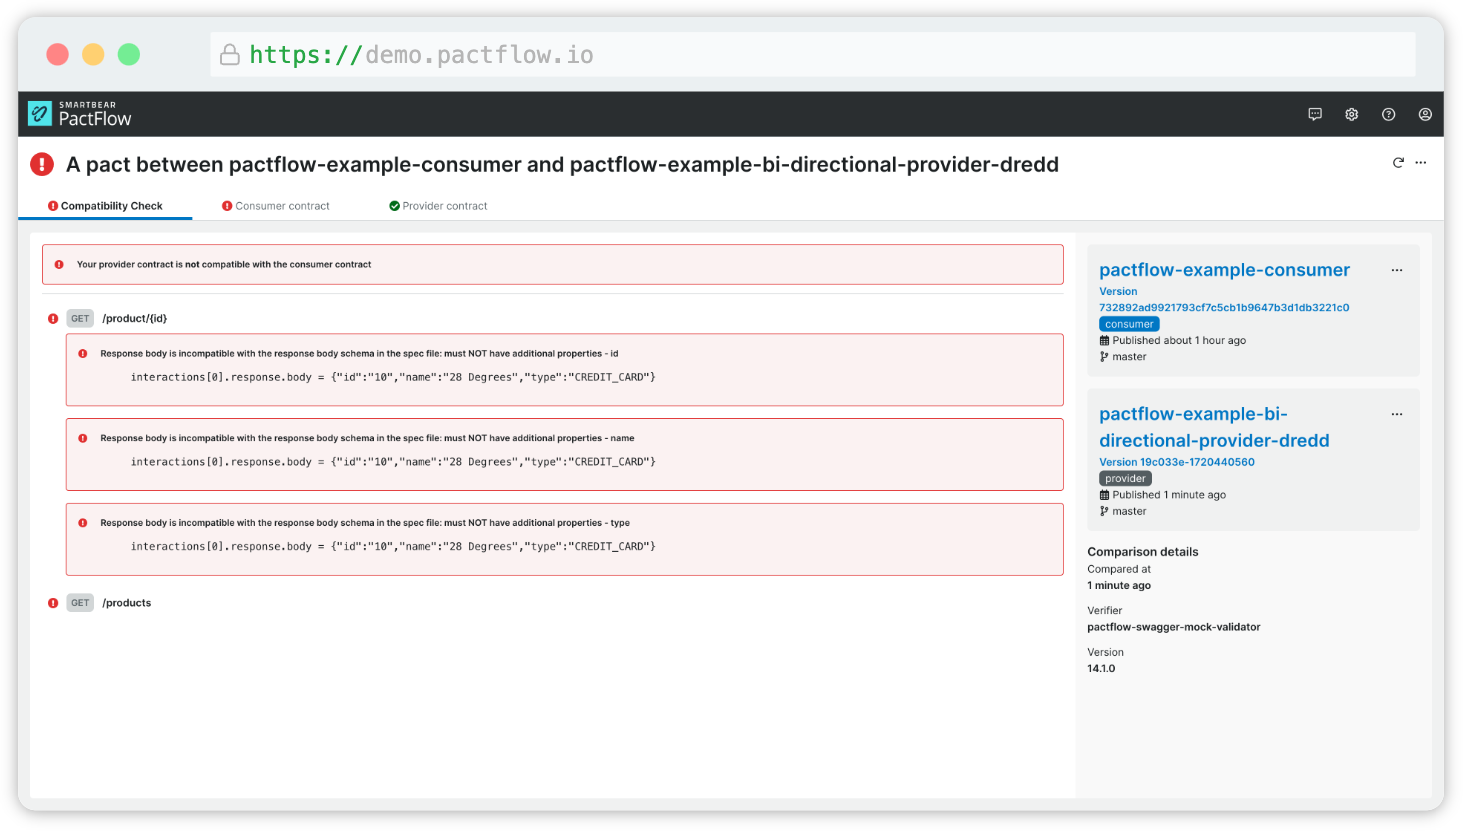 https://demo.pactflow.io
SMARTBEAR
PactFlow
A pact between pactflow-example-consumer and pactflow-example-bi-directional-provider-dredd
Compatibility Check
Consumer contract
Provider contract
Your provider contract is not compatible with the consumer contract
GET /product/{id}
Response body is incompatible with the response body schema in the spec file: must NOT have additional properties - id
interactions[0].response.body = {"id":"10","name":"28 Degrees","type":"CREDIT_CARD"}
Response body is incompatible with the response body schema in the spec file: must NOT have additional properties - name
interactions[0].response.body = {"id":"10","name":"28 Degrees","type":"CREDIT_CARD"}
Response body is incompatible with the response body schema in the spec file: must NOT have additional properties - type
interactions[0].response.body = {"id":"10","name":"28 Degrees","type":"CREDIT_CARD"}
GET /products
pactflow-example-consumer
Version
732892ad9921793cf7c5cb1b9647b3d1db3221c0
consumer
Published about 1 hour ago
master
pactflow-example-bi-
directional-provider-dredd
Version 19c033e-1720440560
provider
Published 1 minute ago
master
Comparison details
Compared at
1 minute ago
Verifier
pactflow-swagger-mock-validator
Version
14.1.0